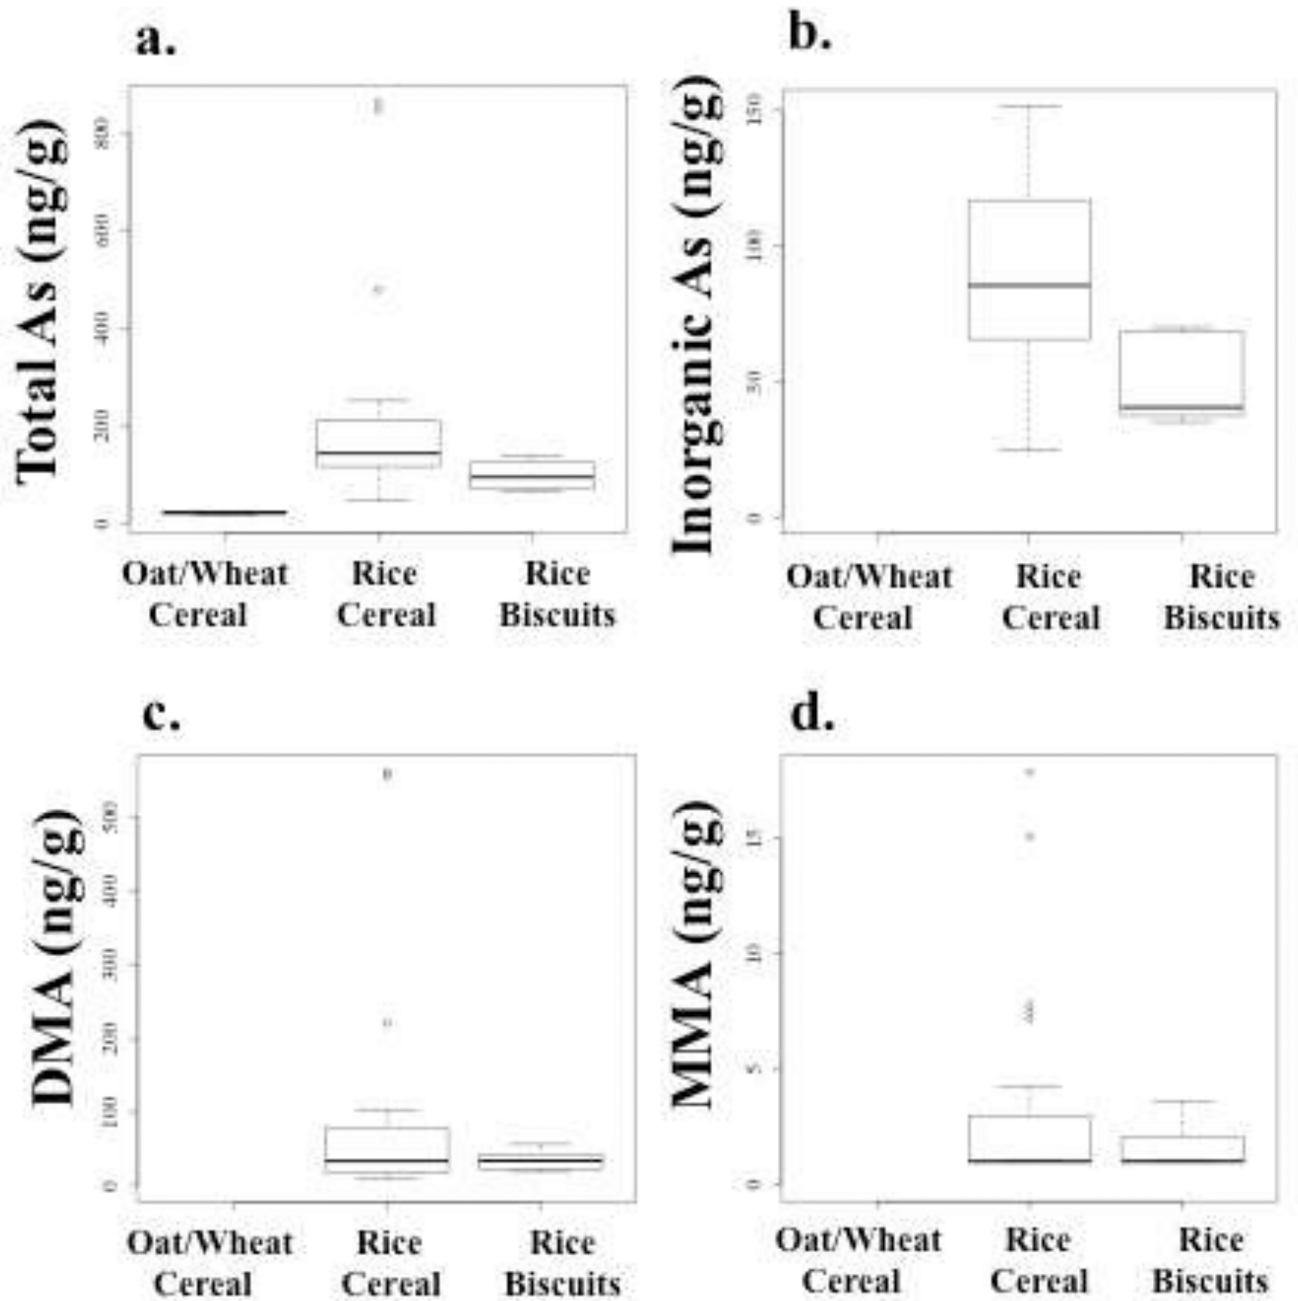 a.
Total As (ng/g)
800
600
400
200
0
Oat/Wheat Rice Rice
Cereal Cereal Biscuits
b.
Inorganic As (ng/g)
150
100
50
0
Oat/Wheat Rice Rice
Cereal Cereal Biscuits
c.
DMA (ng/g)
500
400
300
200
100
0
Oat/Wheat Rice Rice
Cereal Cereal Biscuits
d.
MMA (ng/g)
15
10
5
0
Oat/Wheat Rice Rice
Cereal Cereal Biscuits